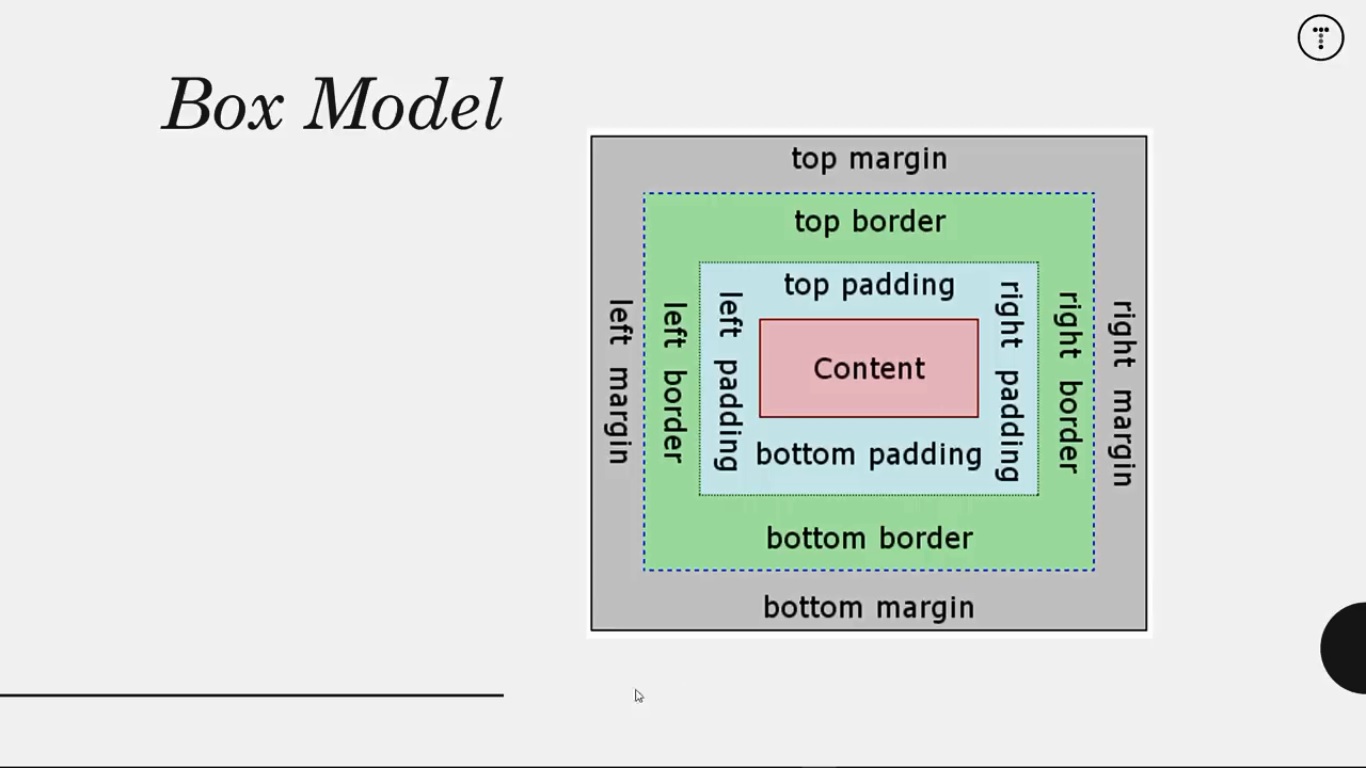 Box Model
top margin
top border
top padding
left margin
left border
left padding
Content
right padding
right border
right margin
bottom padding
bottom border
bottom margin